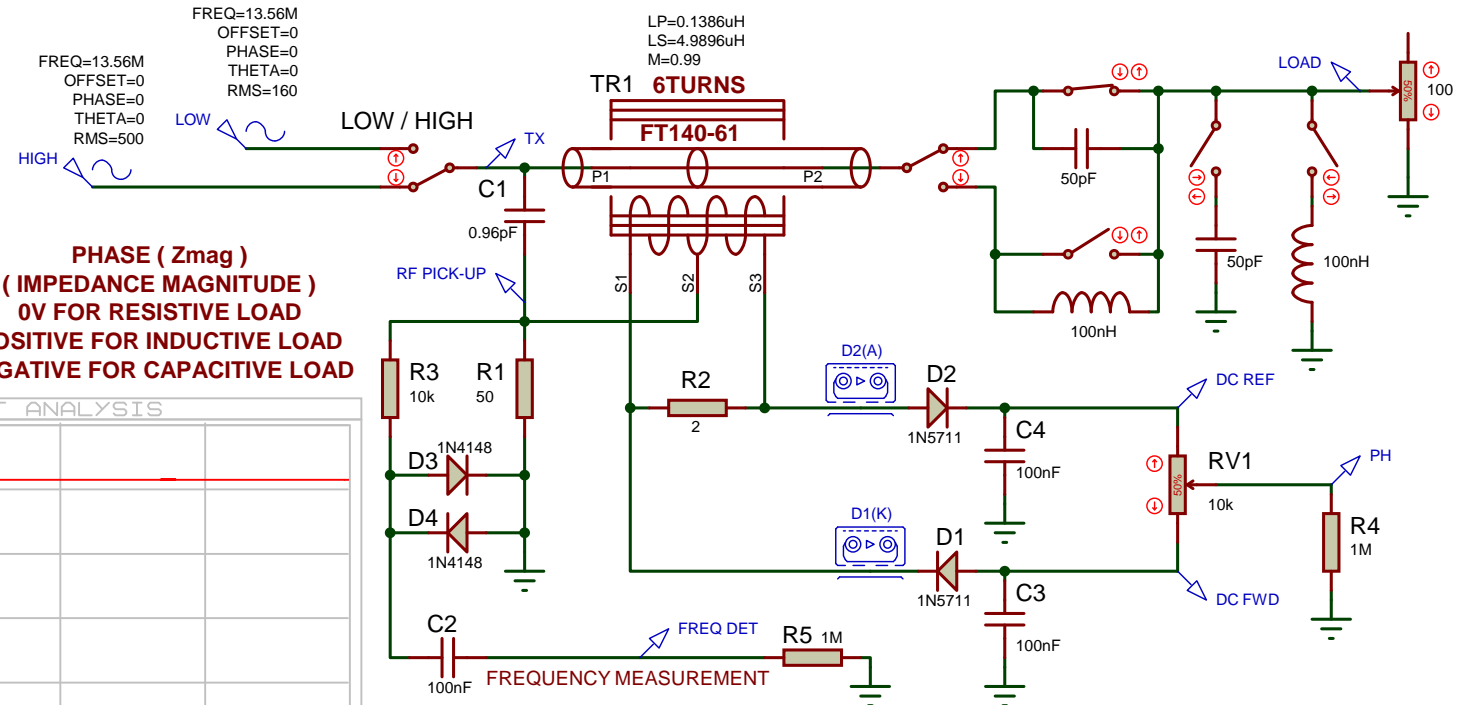 FREQ=13.56M
OFFSET=0
PHASE=0
THETA=0
RMS=160
LP=0.1386uH
LS=4.9896uH
M=0.99
FREQ=13.56M
OFFSET=0
PHASE=0
THETA=0
RMS=500
TR1 6TURNS
LOAD
50%
100
LOW
LOW / HIGH
TX
FT140-61
HIGH
C1
P1
P2
50pF
0.96pF
PHASE ( Zmag )
( IMPEDANCE MAGNITUDE )
0V FOR RESISTIVE LOAD
OSITIVE FOR INDUCTIVE LOAD
GATIVE FOR CAPACITIVE LOAD
RF PICK-UP
S1
S2
S3
50pF
100nH
100nH
R3
10k
R1
50
R2
2
D2(A)
D2
1N5711
DC REF
T ANALYSIS
C4
100nF
D3
1N4148
RV1
50%
10k
PH
D4
1N4148
D1(K)
D1
1N5711
R4
1M
C3
100nF
DC FWD
C2
100nF
FREQ DET
R5 1M
FREQUENCY MEASUREMENT